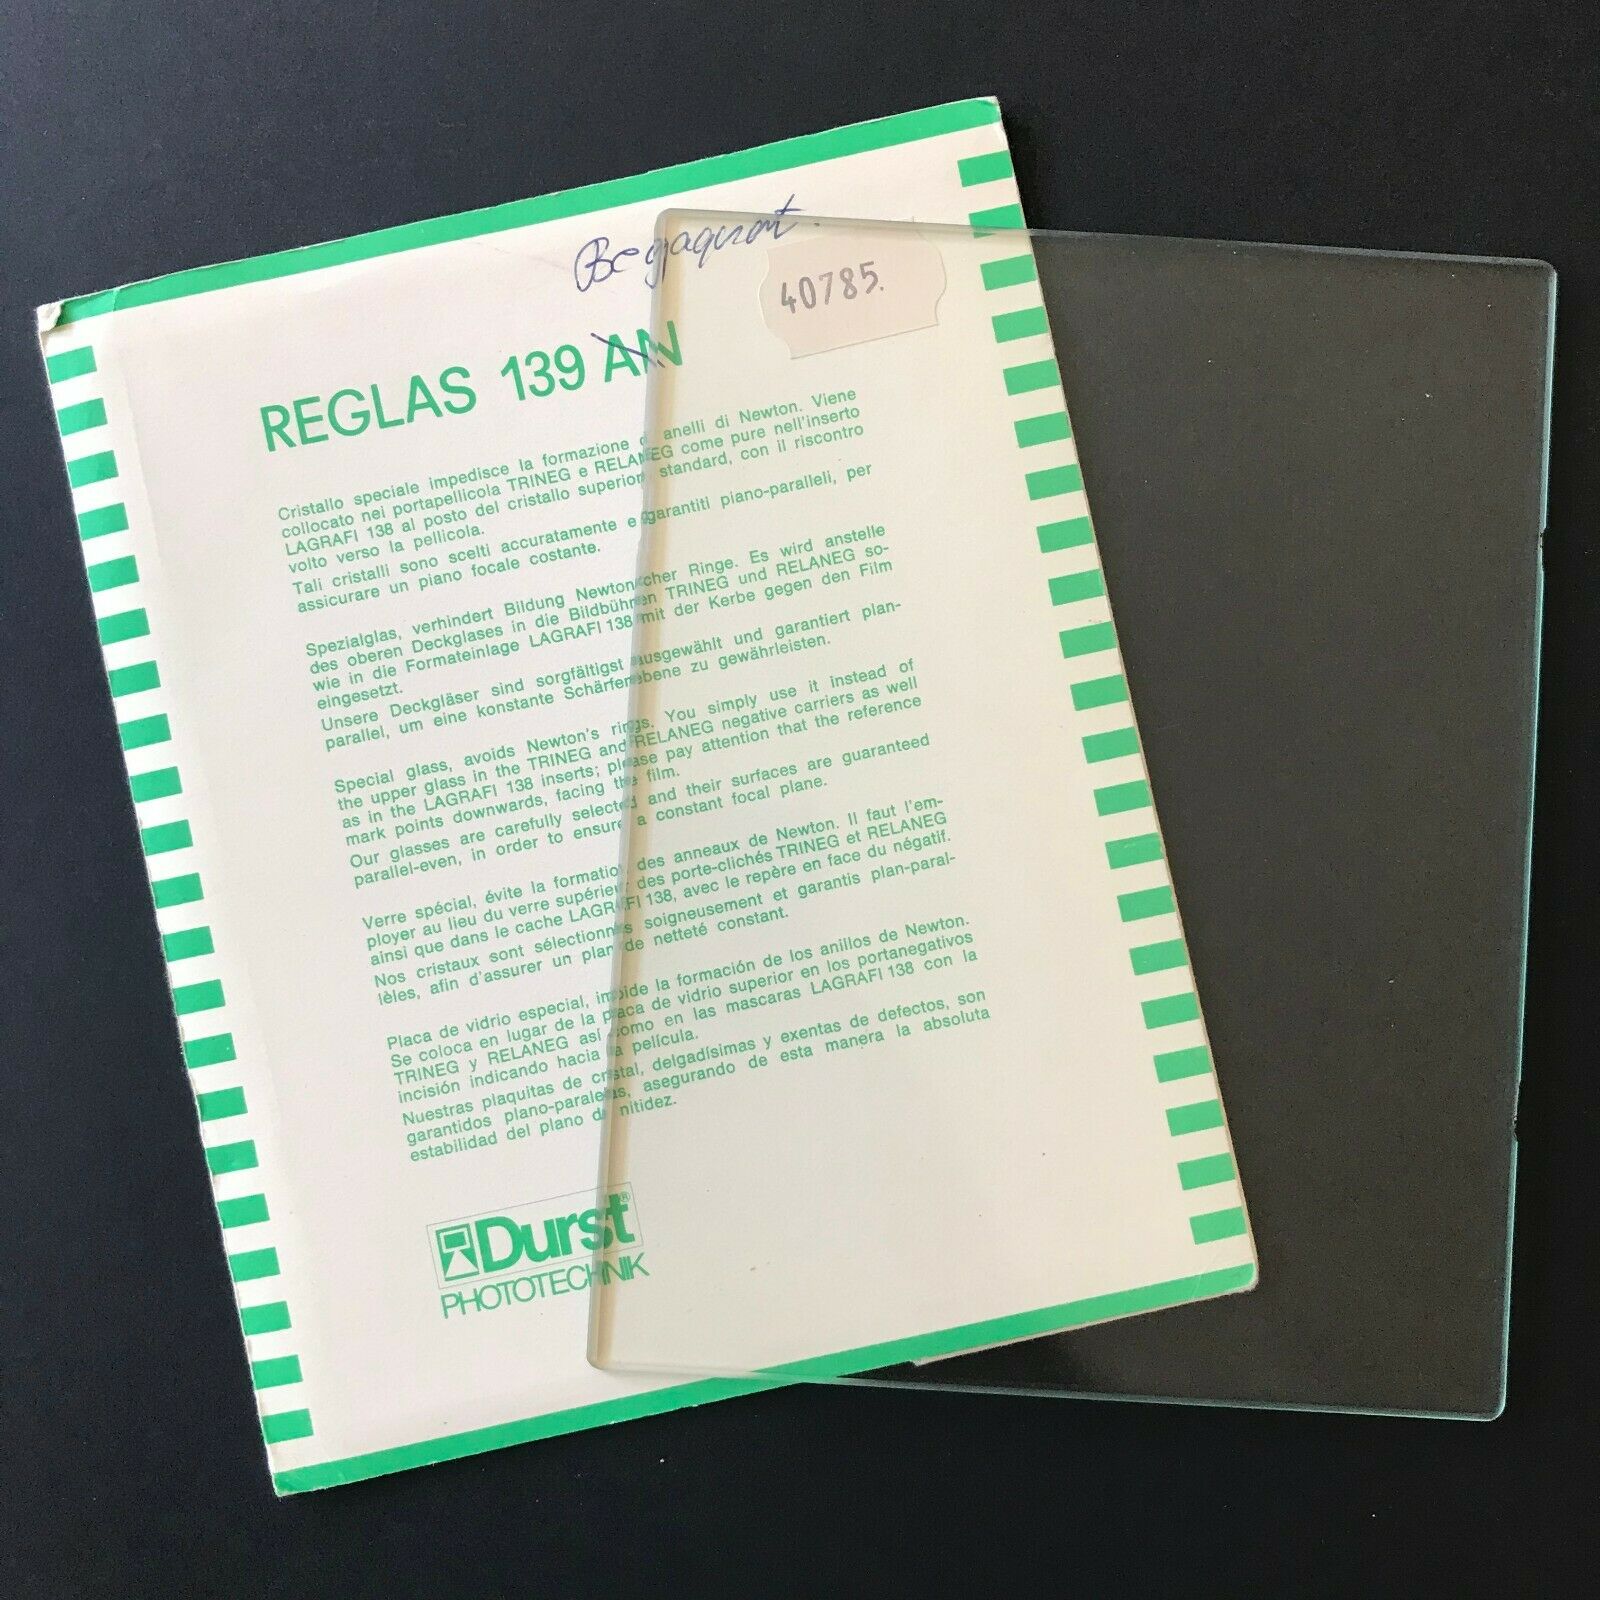 40785.
REGLAS 139 AN
Cristallo speciale impedisce la formazione di anelli di Newton. Viene
collocato nei portapellicola TRINEG e RELANEG come pure nell'inserto
LAGRAFI 138 al posto del cristallo superiore standard, con il riscontro
volto verso la pellicola.
Tali cristalli sono scelti accuratamente e garantiti piano-paralleli, per
assicurare un piano focale costante.
Spezialglas, verhindert Bildung Newton'scher Ringe. Es wird anstelle
des oberen Deckglases in die Bildbühnen TRINEG und RELANEG so-
wie in die Formateinlage LAGRAFI 138 mit der Kerbe gegen den Film
eingesetzt.
Unsere Deckgläser sind sorgfältigst ausgewählt und garantiert plan-
parallel, um eine konstante Schärfenebene zu gewährleisten.
Special glass, avoids Newton's rings. You simply use it instead of
the upper glass in the TRINEG and RELANEG negative carriers as well
as in the LAGRAFI 138 inserts; please pay attention that the reference
mark points downwards, facing the film.
Our glasses are carefully selected and their surfaces are guaranteed
parallel-even, in order to ensure a constant focal plane.
Verre spécial, évite la formation des anneaux de Newton. Il faut l'em-
ployer au lieu du verre supérieur des porte-clichés TRINEG et RELANEG
ainsi que dans le cache LAGRAFI 138, avec le repère en face du négatif.
Nos cristaux sont sélectionnés soigneusement et garantis plan-paral-
lèles, afin d'assurer un plan de netteté constant.
Placa de vidrio especial, impide la formación de los anillos de Newton.
Se coloca en lugar de la placa de vidrio superior en los portanegativos
TRINEG y RELANEG así como en las mascaras LAGRAFI 138 con la
incisión indicando hacia la película.
Nuestras plaquitas de cristal, delgadísimas y exentas de defectos, son
garantidos plano-paralelas, asegurando de esta manera la absoluta
estabilidad del plano de nitidez.
Durst®
PHOTOTECHNIK